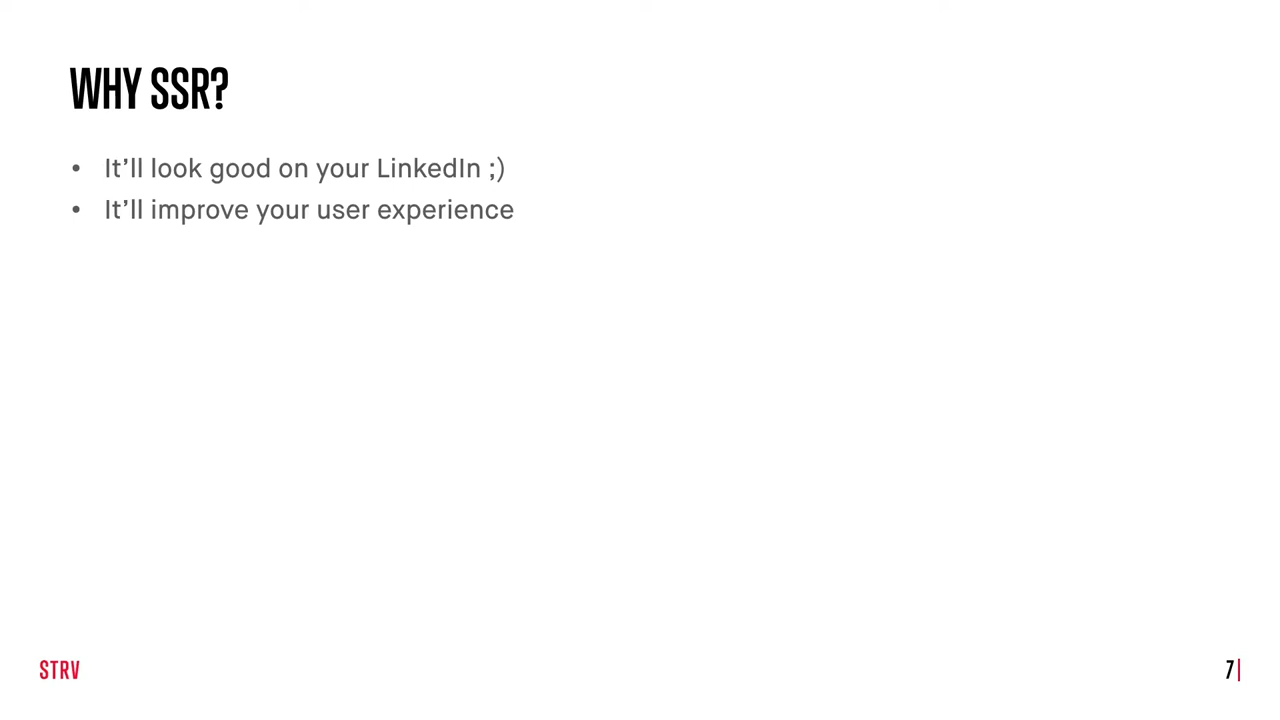 WHY SSR?
• It’ll look good on your LinkedIn ;)
• It’ll improve your user experience
STRV
7|